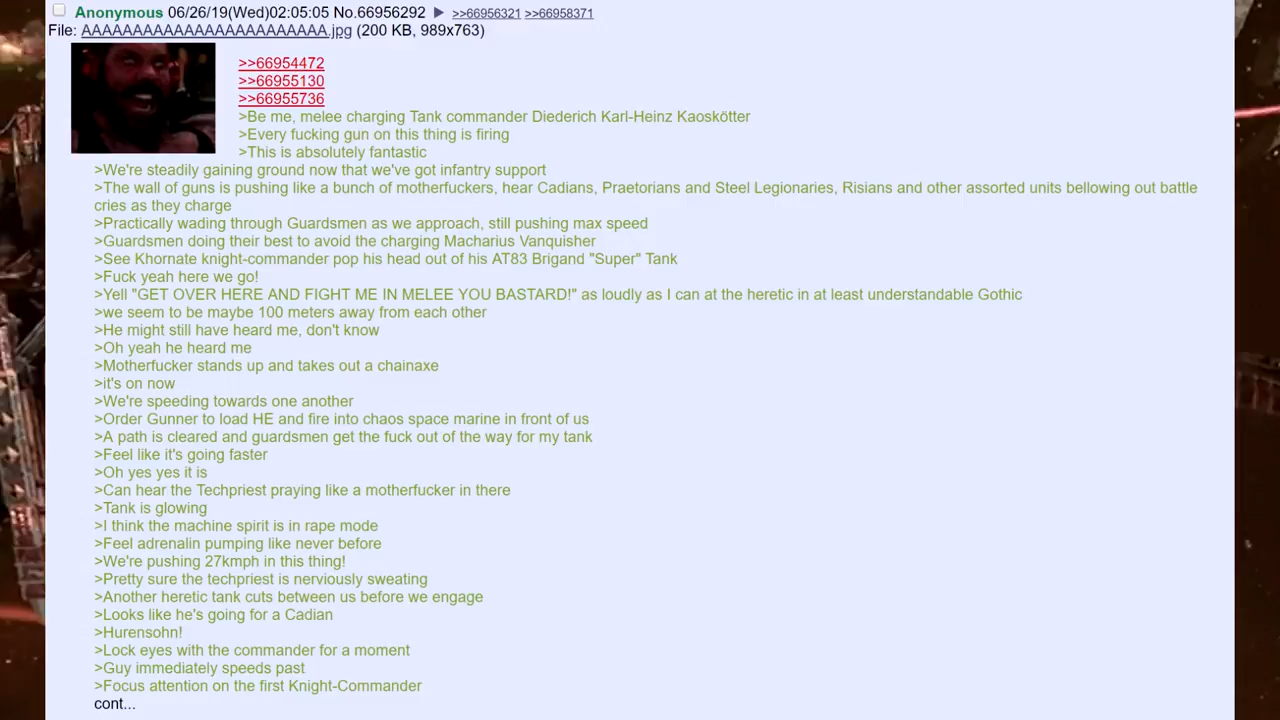 Anonymous 06/26/19(Wed)02:05:05 No.66956292 ▶ >>66956321 >>66958371
File: AAAAAAAAAAAAAAAAAAAAAAAA.jpg (200 KB, 989x763)
>>66954472
>>66955130
>>66955736
>Be me, melee charging Tank commander Diederich Karl-Heinz Kaoskötter
>Every fucking gun on this thing is firing
>This is absolutely fantastic
>We're steadily gaining ground now that we've got infantry support
>The wall of guns is pushing like a bunch of motherfuckers, hear Cadians, Praetorians and Steel Legionaries, Risians and other assorted units bellowing out battle
cries as they charge
>Practically wading through Guardsmen as we approach, still pushing max speed
>Guardsmen doing their best to avoid the charging Macharius Vanquisher
>See Khornate knight-commander pop his head out of his AT83 Brigand "Super" Tank
>Fuck yeah here we go!
>Yell "GET OVER HERE AND FIGHT ME IN MELEE YOU BASTARD!" as loudly as I can at the heretic in at least understandable Gothic
>we seem to be maybe 100 meters away from each other
>He might still have heard me, don't know
>Oh yeah he heard me
>Motherfucker stands up and takes out a chainaxe
>it's on now
>We're speeding towards one another
>Order Gunner to load HE and fire into chaos space marine in front of us
>A path is cleared and guardsmen get the fuck out of the way for my tank
>Feel like it's going faster
>Oh yes yes it is
>Can hear the Techpriest praying like a motherfucker in there
>Tank is glowing
>I think the machine spirit is in rape mode
>Feel adrenalin pumping like never before
>We're pushing 27kmph in this thing!
>Pretty sure the techpriest is nerviously sweating
>Another heretic tank cuts between us before we engage
>Looks like he's going for a Cadian
>Hurensohn!
>Lock eyes with the commander for a moment
>Guy immediately speeds past
>Focus attention on the first Knight-Commander
cont...